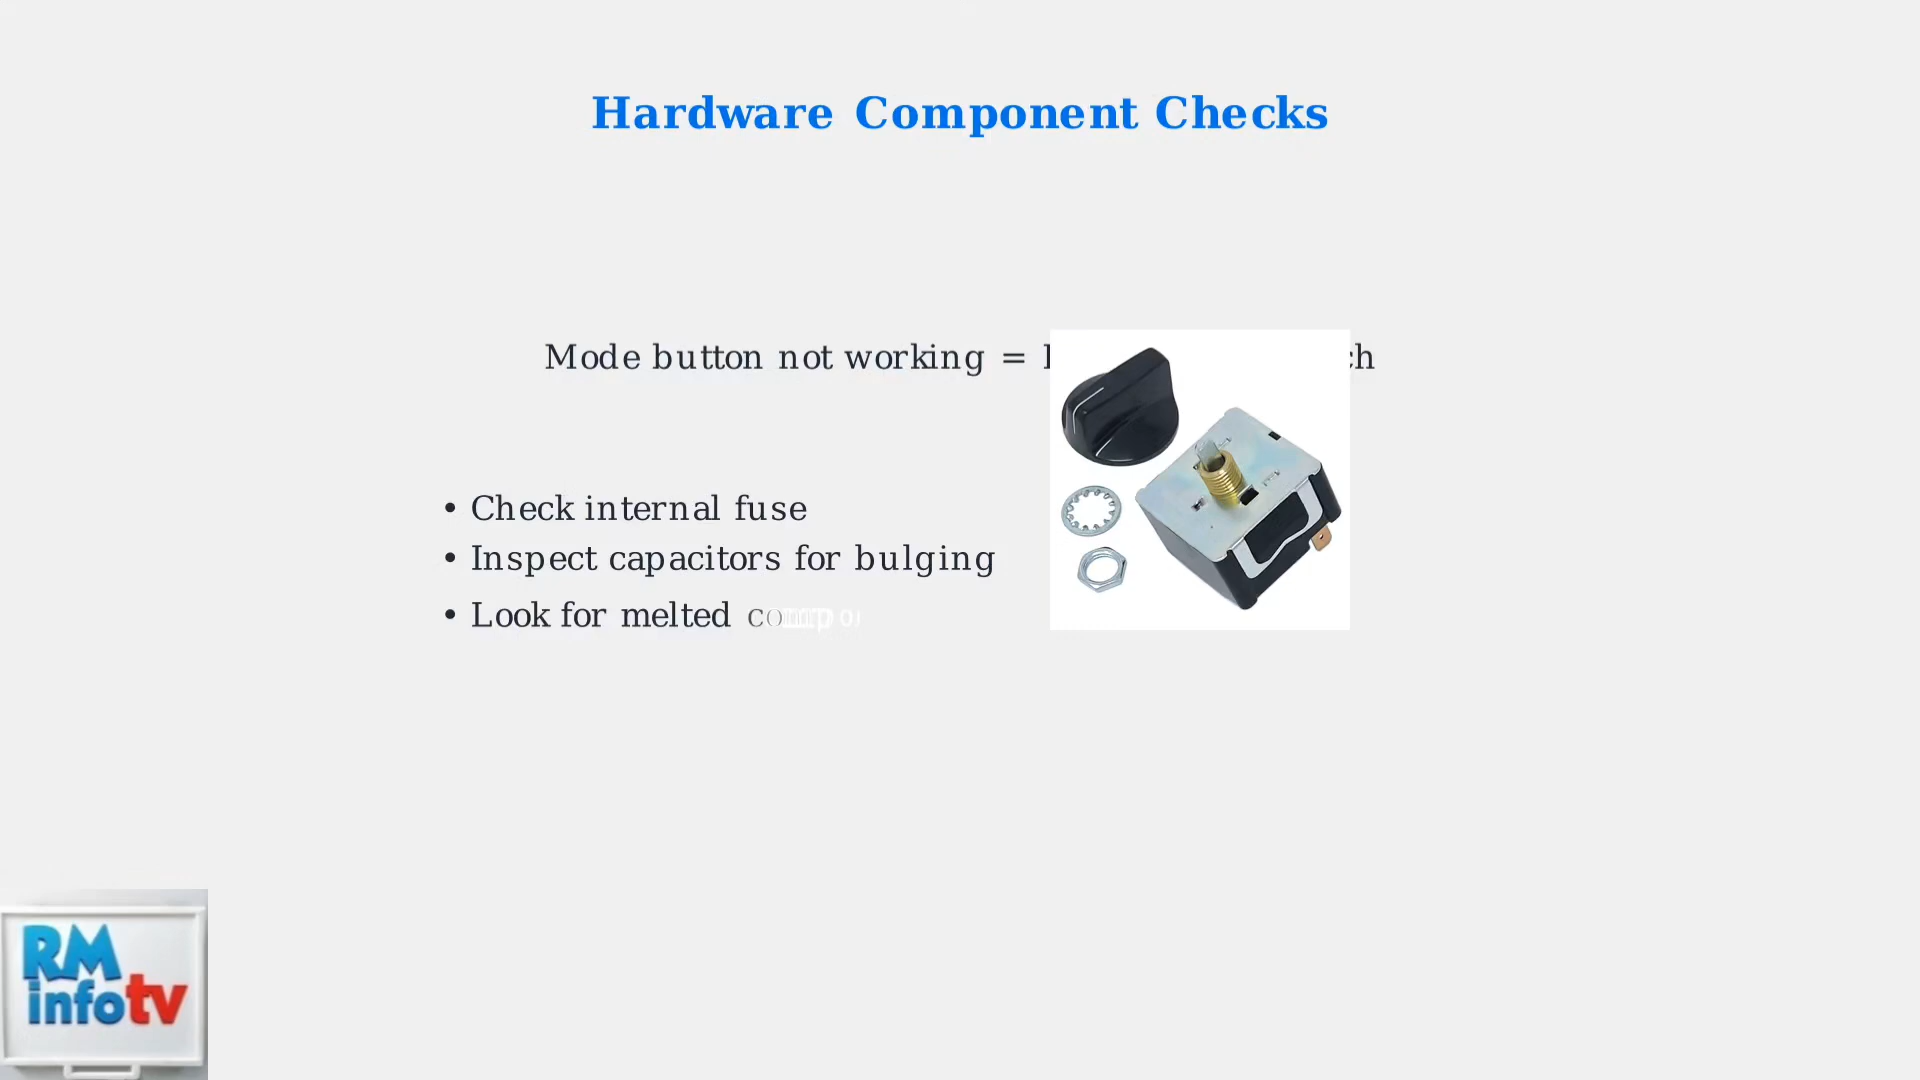 Hardware Component Checks
Mode button not working =
• Check internal fuse
• Inspect capacitors for bulging
• Look for melted
RM
infotv